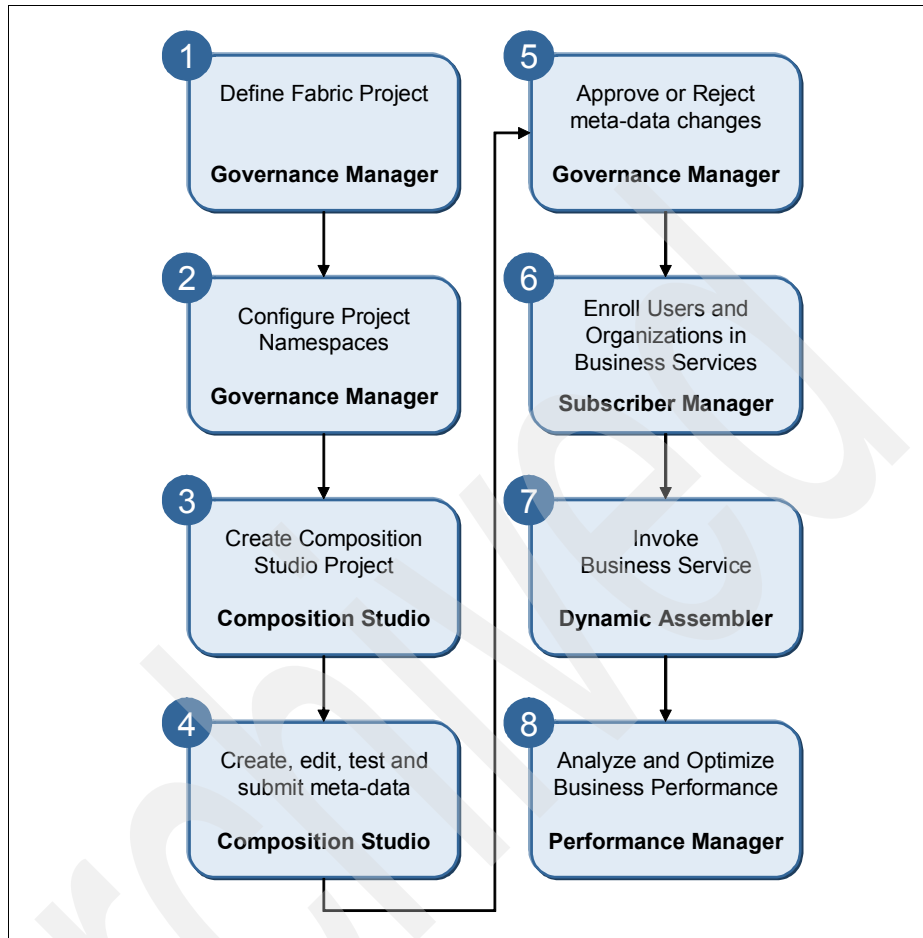 1
Define Fabric Project
Governance Manager
2
Configure Project
Namespaces
Governance Manager
3
Create Composition
Studio Project
Composition Studio
4
Create, edit, test and
submit meta-data
Composition Studio
5
Approve or Reject
meta-data changes
Governance Manager
6
Enroll Users and
Organizations in
Business Services
Subscriber Manager
7
Invoke
Business Service
Dynamic Assembler
8
Analyze and Optimize
Business Performance
Performance Manager
rchived